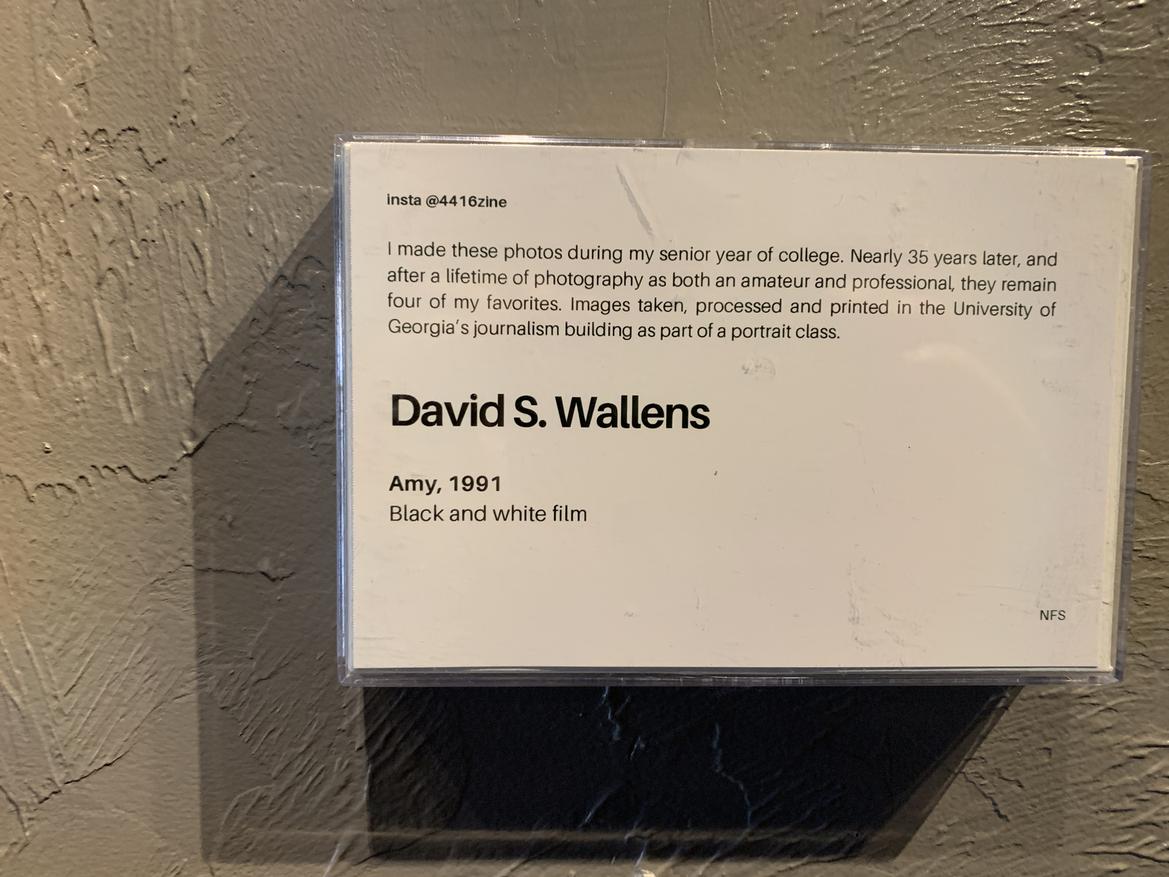 insta @4416zine
I made these photos during my senior year of college. Nearly 35 years later, and
after a lifetime of photography as both an amateur and professional, they remain
four of my favorites. Images taken, processed and printed in the University of
Georgia's journalism building as part of a portrait class.
David S. Wallens
Amy, 1991
Black and white film
NFS